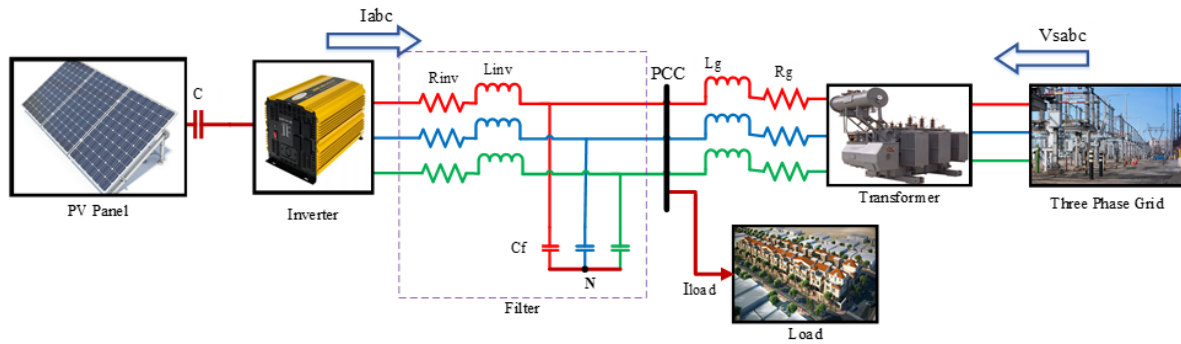 Iabc
Vsabc
Rinv
Linv
PCC
Lg
Rg
C
PV Panel
Inverter
Transformer
Three Phase Grid
Cf
N
Iload
Filter
Load